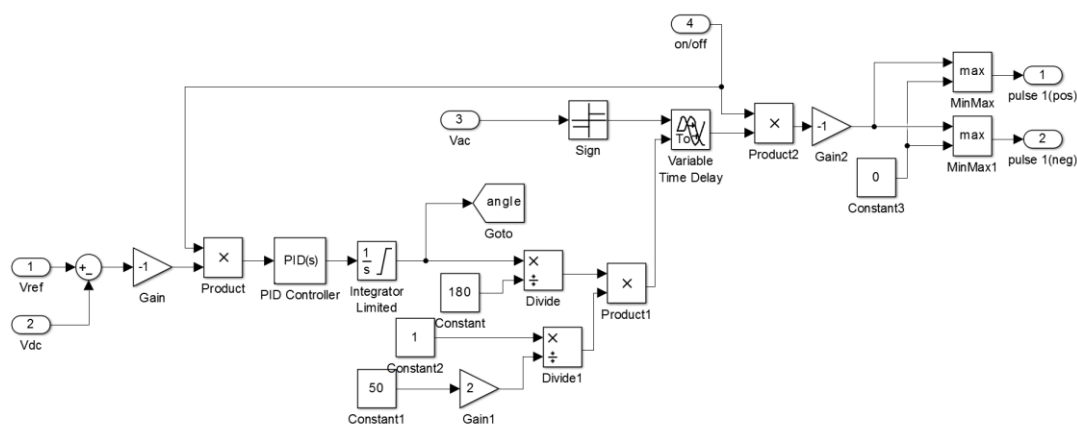 4
on/off
max
MinMax
1
pulse 1(pos)
3
Vac
Sign
To
Variable
Time Delay
×
Product2
-1
Gain2
max
MinMax1
2
pulse 1(neg)
0
Constant3
angle
Goto
1
Vref
+
−
-1
Gain
×
Product
PID(s)
PID Controller
1
s
Integrator
Limited
180
Constant
×
÷
Divide
×
Product1
2
Vdc
1
Constant2
×
÷
Divide1
50
Constant1
2
Gain1